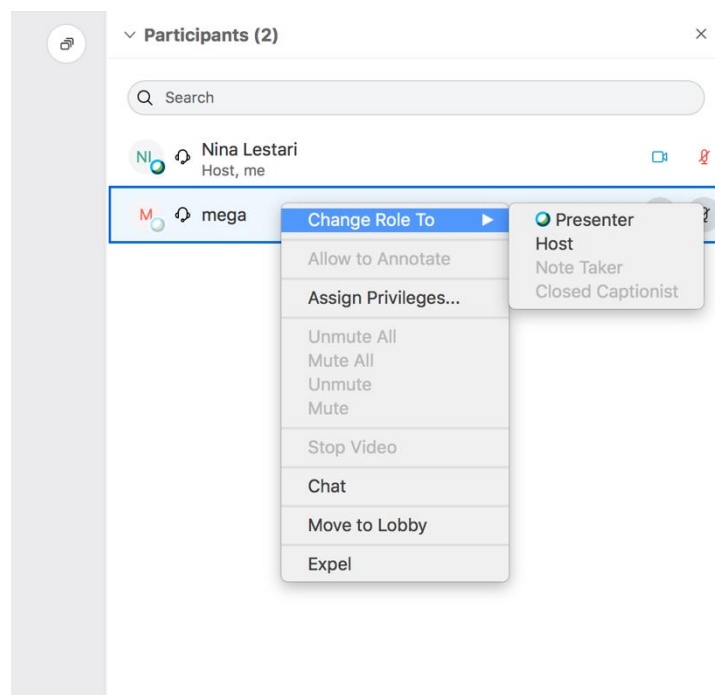 Participants (2)
Search
NI Nina Lestari
Host, me
M mega
Change Role To
Presenter
Host
Note Taker
Closed Captionist
Allow to Annotate
Assign Privileges...
Unmute All
Mute All
Unmute
Mute
Stop Video
Chat
Move to Lobby
Expel